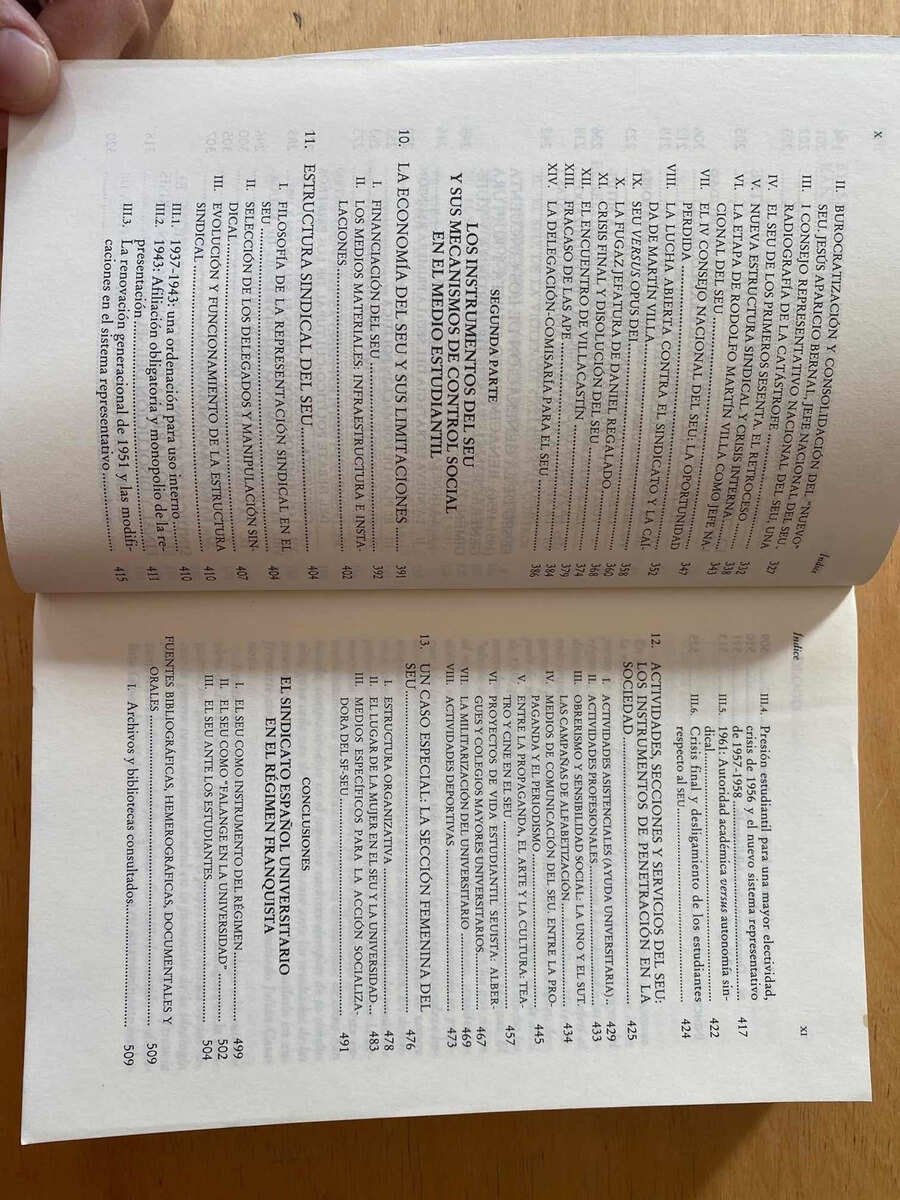 X
Índice
II. BUROCRATIZACIÓN Y CONSOLIDACIÓN DEL "NUEVO"
SEU, JESÚS APARICIO BERNAL, JEFE NACIONAL DEL SEU.
III. I CONSEJO REPRESENTATIVO NACIONAL DEL SEU, UNA
RADIOGRAFÍA DE LA CATÁSTROFE 327
IV. EL SEU DE LOS PRIMEROS SESENTA. EL RETROCESO 332
V. NUEVA ESTRUCTURA SINDICAL Y CRISIS INTERNA 338
VI. LA ETAPA DE RODOLFO MARTÍN VILLA COMO JEFE NA-
CIONAL DEL SEU 343
VII. EL IV CONSEJO NACIONAL DEL SEU: LA OPORTUNIDAD
PERDIDA 347
VIII. LA LUCHA ABIERTA CONTRA EL SINDICATO Y LA CAÍ-
DA DE MARTÍN VILLA 352
IX. SEU VERSUS OPUS DEI 358
X. LA FUGAZ JEFATURA DE DANIEL REGALADO 360
XI. CRISIS FINAL Y DISOLUCIÓN DEL SEU 368
XII. EL ENCUENTRO DE VILLACASTÍN 374
XIII. FRACASO DE LAS APE 379
XIV. LA DELEGACIÓN-COMISARÍA PARA EL SEU 384
386
SEGUNDA PARTE
LOS INSTRUMENTOS DEL SEU
Y SUS MECANISMOS DE CONTROL SOCIAL
EN EL MEDIO ESTUDIANTIL
10. LA ECONOMÍA DEL SEU Y SUS LIMITACIONES 391
I. FINANCIACIÓN DEL SEU 392
II. LOS MEDIOS MATERIALES: INFRAESTRUCTURA E INSTA-
LACIONES 402
11. ESTRUCTURA SINDICAL DEL SEU 404
I. FILOSOFÍA DE LA REPRESENTACIÓN SINDICAL EN EL
SEU 404
II. SELECCIÓN DE LOS DELEGADOS Y MANIPULACIÓN SIN-
DICAL 407
III. EVOLUCIÓN Y FUNCIONAMIENTO DE LA ESTRUCTURA
SINDICAL 410
III.1. 1937-1943: una ordenación para uso interno 410
III.2. 1943: Afiliación obligatoria y monopolio de la re-
presentación 411
III.3. La renovación generacional de 1951 y las modifi-
caciones en el sistema representativo 415
Índice
XI
III.4. Presión estudiantil para una mayor electividad,
crisis de 1956 y el nuevo sistema representativo
de 1957-1958 417
III.5. 1961: Autoridad académica versus autonomía sin-
dical 422
III.6. Crisis final y desligamiento de los estudiantes
respecto al SEU 424
12. ACTIVIDADES, SECCIONES Y SERVICIOS DEL SEU:
LOS INSTRUMENTOS DE PENETRACIÓN EN LA
SOCIEDAD 425
I. ACTIVIDADES ASISTENCIALES (AYUDA UNIVERSITARIA) 429
II. ACTIVIDADES PROFESIONALES 433
III. OBRERISMO Y SENSIBILIDAD SOCIAL: LA UNO Y EL SUT.
LAS CAMPAÑAS DE ALFABETIZACIÓN 434
IV. MEDIOS DE COMUNICACIÓN DEL SEU. ENTRE LA PRO-
PAGANDA Y EL PERIODISMO 445
V. ENTRE LA PROPAGANDA, EL ARTE Y LA CULTURA: TEA-
TRO Y CINE EN EL SEU 457
VI. PROYECTOS DE VIDA ESTUDIANTIL SEUISTA: ALBER-
GUES Y COLEGIOS MAYORES UNIVERSITARIOS 467
VII. LA MILITARIZACIÓN DEL UNIVERSITARIO 469
VIII. ACTIVIDADES DEPORTIVAS 473
13. UN CASO ESPECIAL: LA SECCIÓN FEMENINA DEL
SEU 476
I. ESTRUCTURA ORGANIZATIVA 478
II. EL LUGAR DE LA MUJER EN EL SEU Y LA UNIVERSIDAD 483
III. MEDIOS ESPECÍFICOS PARA LA ACCIÓN SOCIALIZA-
DORA DEL SF-SEU 491
CONCLUSIONES
EL SINDICATO ESPAÑOL UNIVERSITARIO
EN EL RÉGIMEN FRANQUISTA
I. EL SEU COMO INSTRUMENTO DEL RÉGIMEN 499
II. EL SEU COMO "FALANGE EN LA UNIVERSIDAD" 502
III. EL SEU ANTE LOS ESTUDIANTES 504
FUENTES BIBLIOGRÁFICAS, HEMEROGRÁFICAS, DOCUMENTALES Y
ORALES 509
I. Archivos y bibliotecas consultados 509